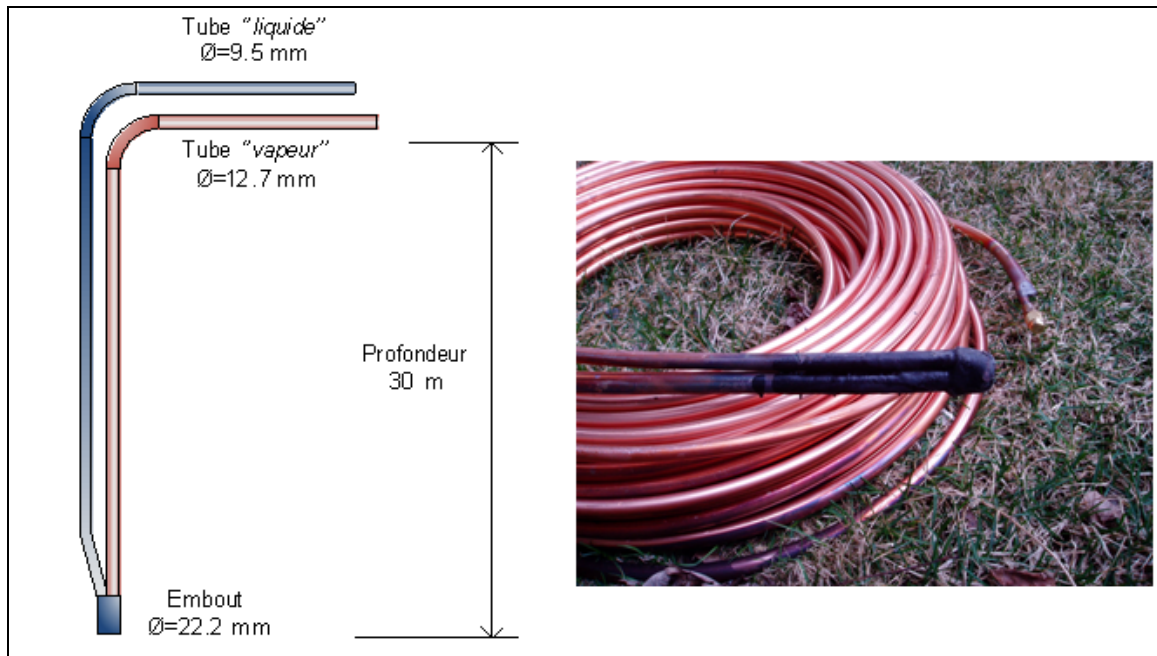 Tube "liquide"
Ø=9.5 mm
Tube "vapeur"
Ø=12.7 mm
Profondeur
30 m
Embout
Ø=22.2 mm